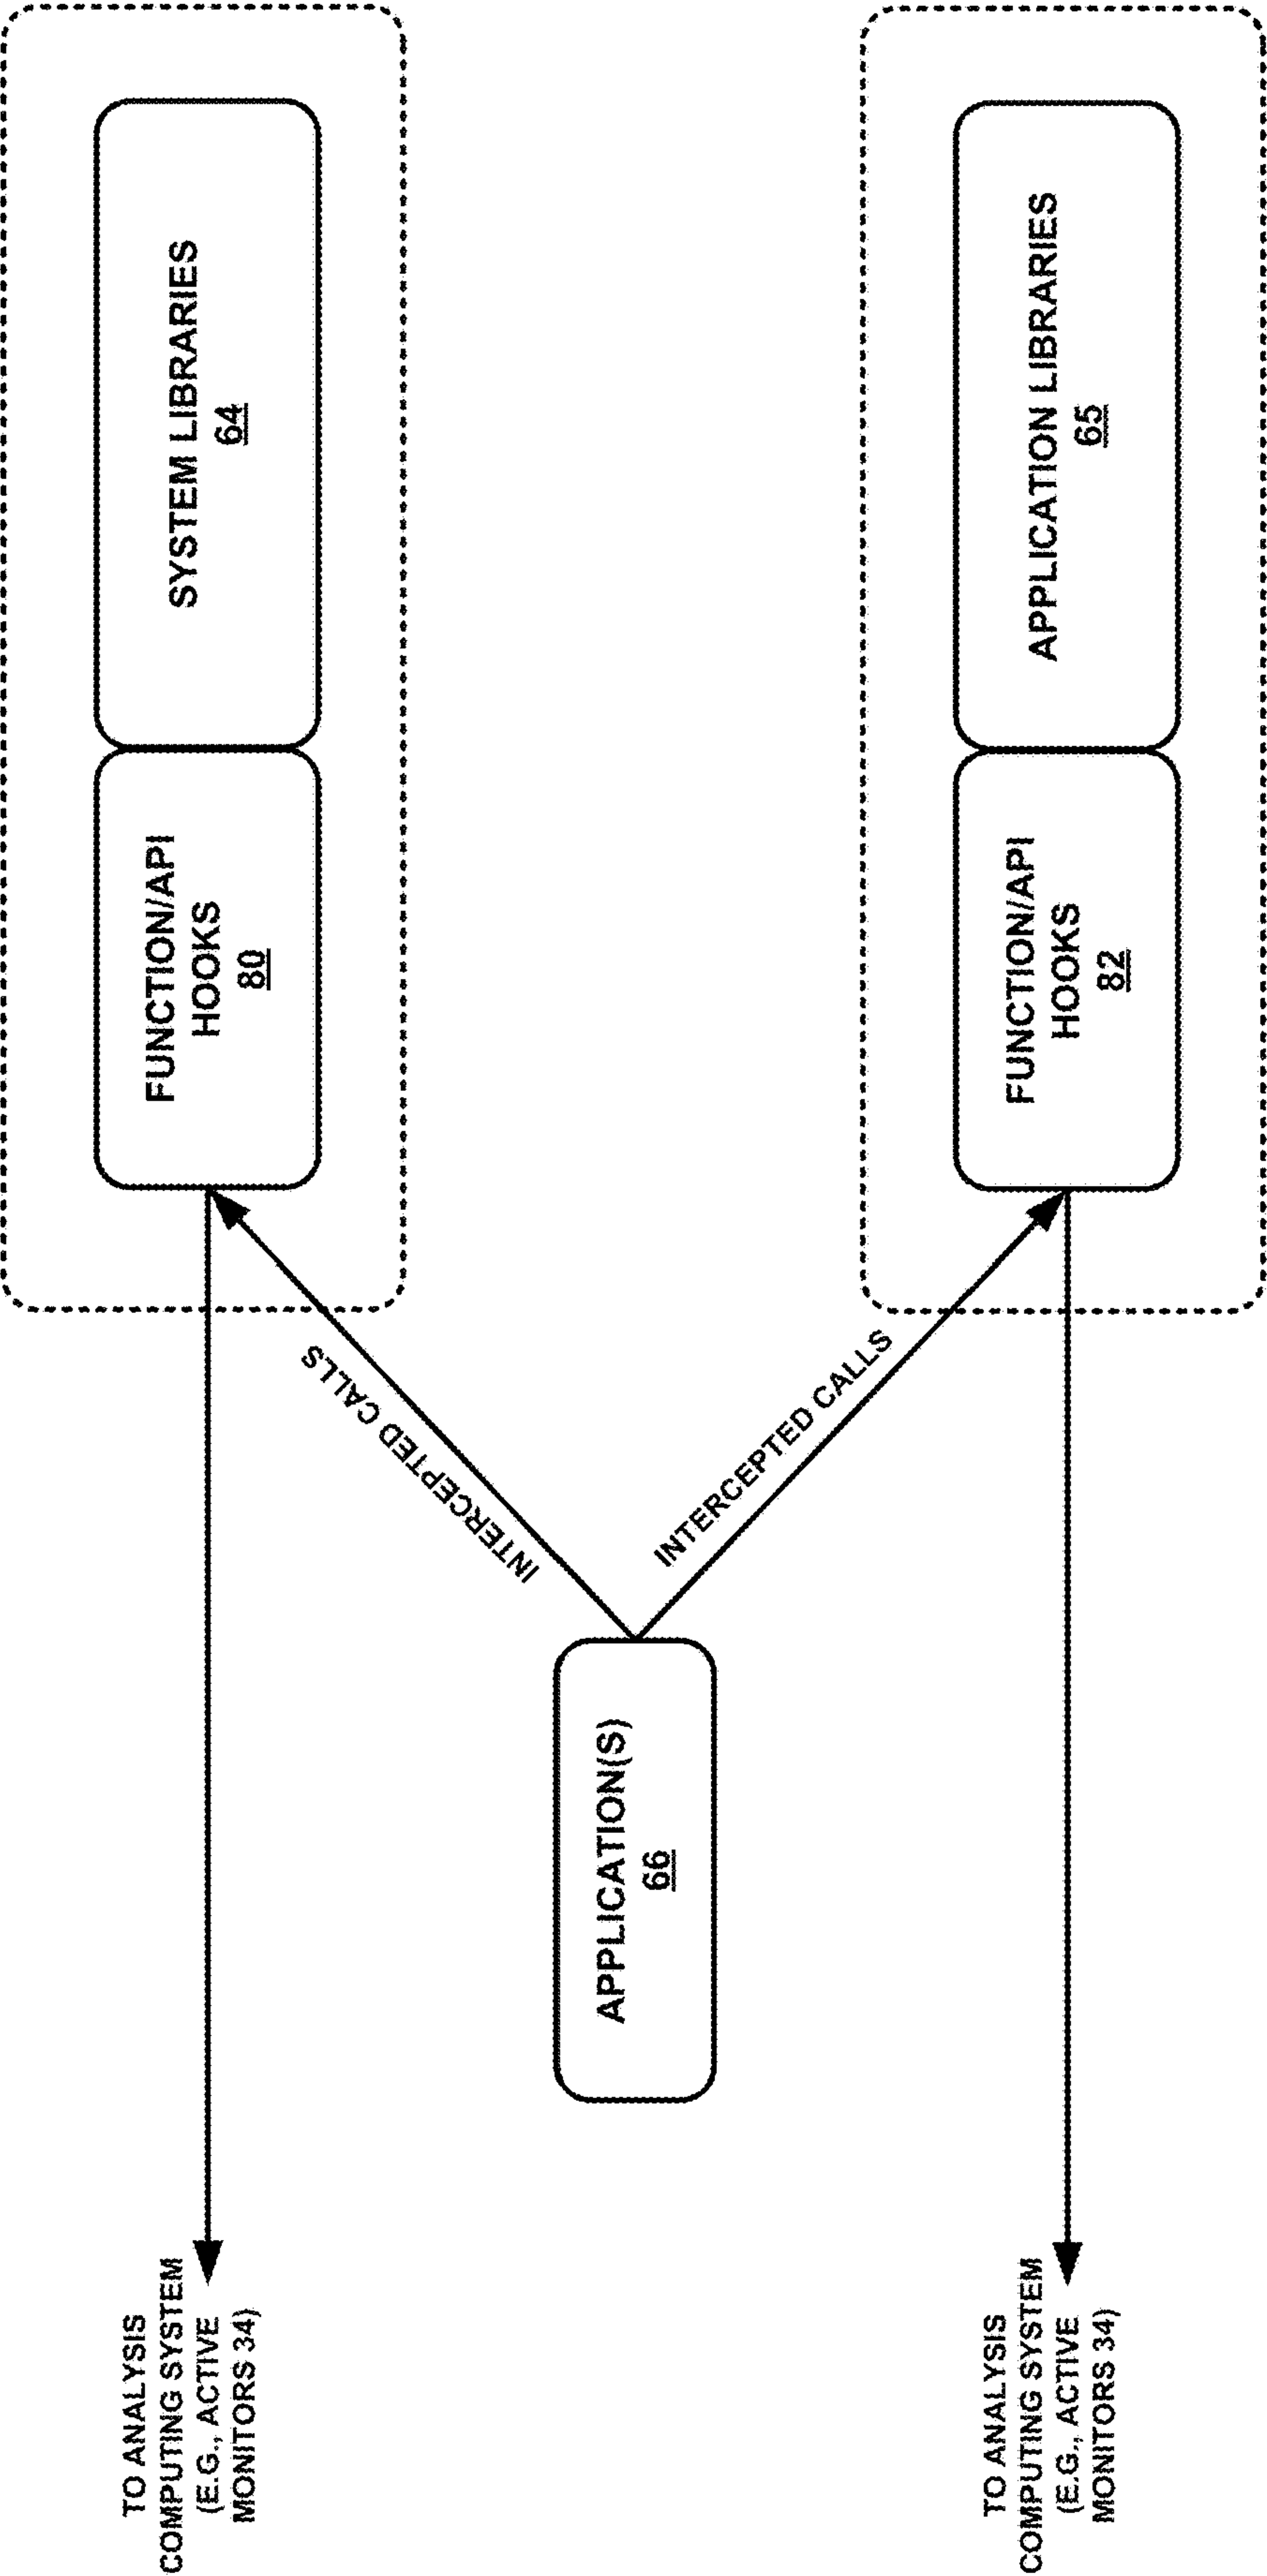 SYSTEM LIBRARIES
64
FUNCTION/API
HOOKS
80
INTERCEPTED CALLS
TO ANALYSIS
COMPUTING SYSTEM
(E.G., ACTIVE
MONITORS 34)
APPLICATION(S)
66
APPLICATION LIBRARIES
65
FUNCTION/API
HOOKS
82
INTERCEPTED CALLS
TO ANALYSIS
COMPUTING SYSTEM
(E.G., ACTIVE
MONITORS 34)